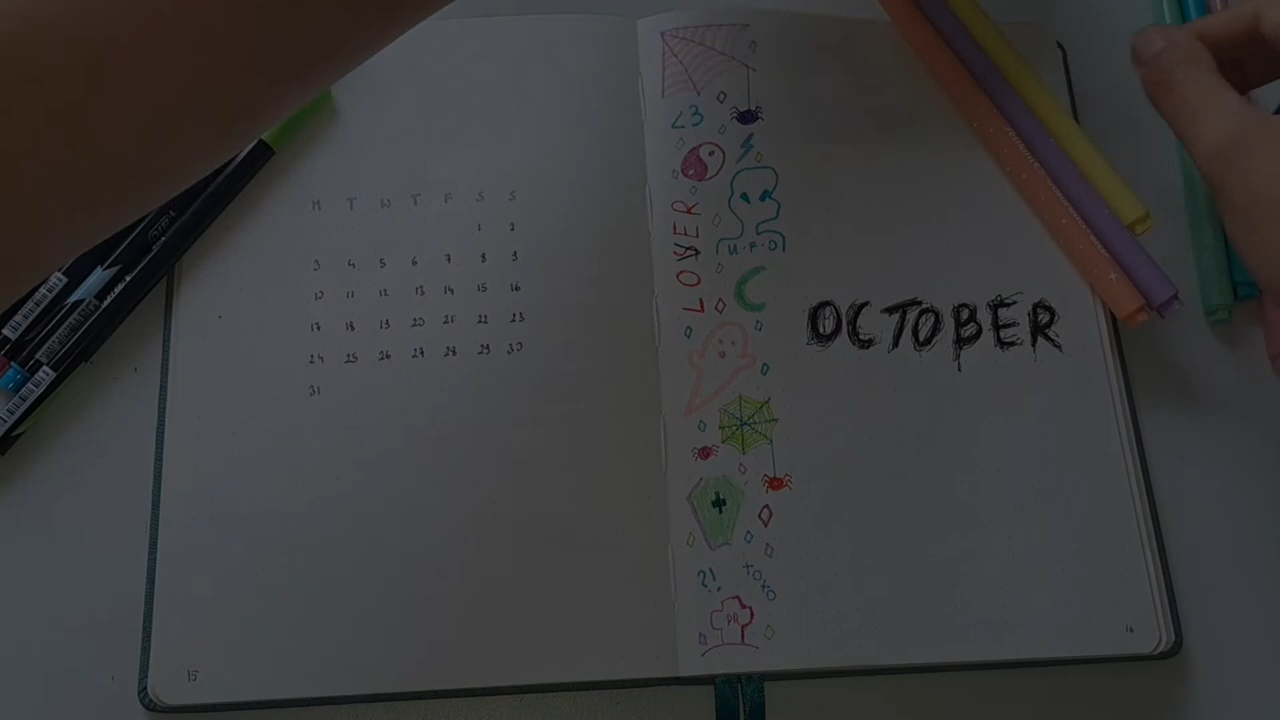 M T W T F S S
1 2
3 4 5 6 7 8 9
10 11 12 13 14 15 16
17 18 19 20 21 22 23
24 25 26 27 28 29 30
31
15
<3
LOVER
U.F.O
?!
XOXO
PR
OCTOBER
16